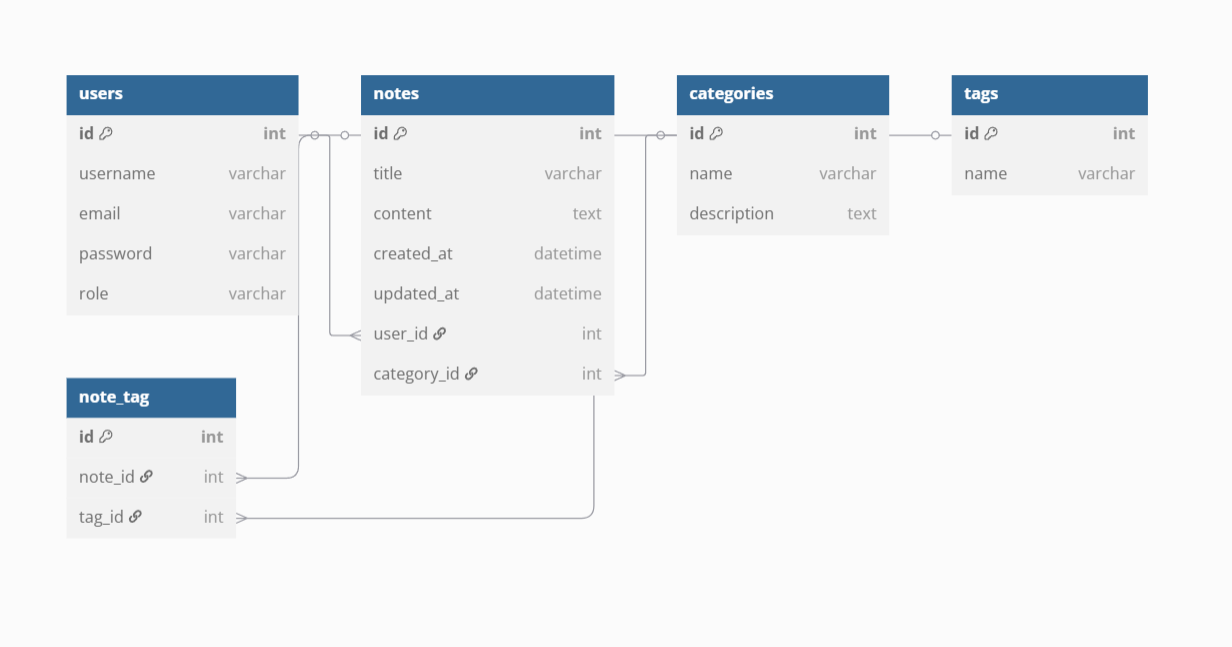 users
id int
username varchar
email varchar
password varchar
role varchar
notes
id int
title varchar
content text
created_at datetime
updated_at datetime
user_id int
category_id int
categories
id int
name varchar
description text
tags
id int
name varchar
note_tag
id int
note_id int
tag_id int